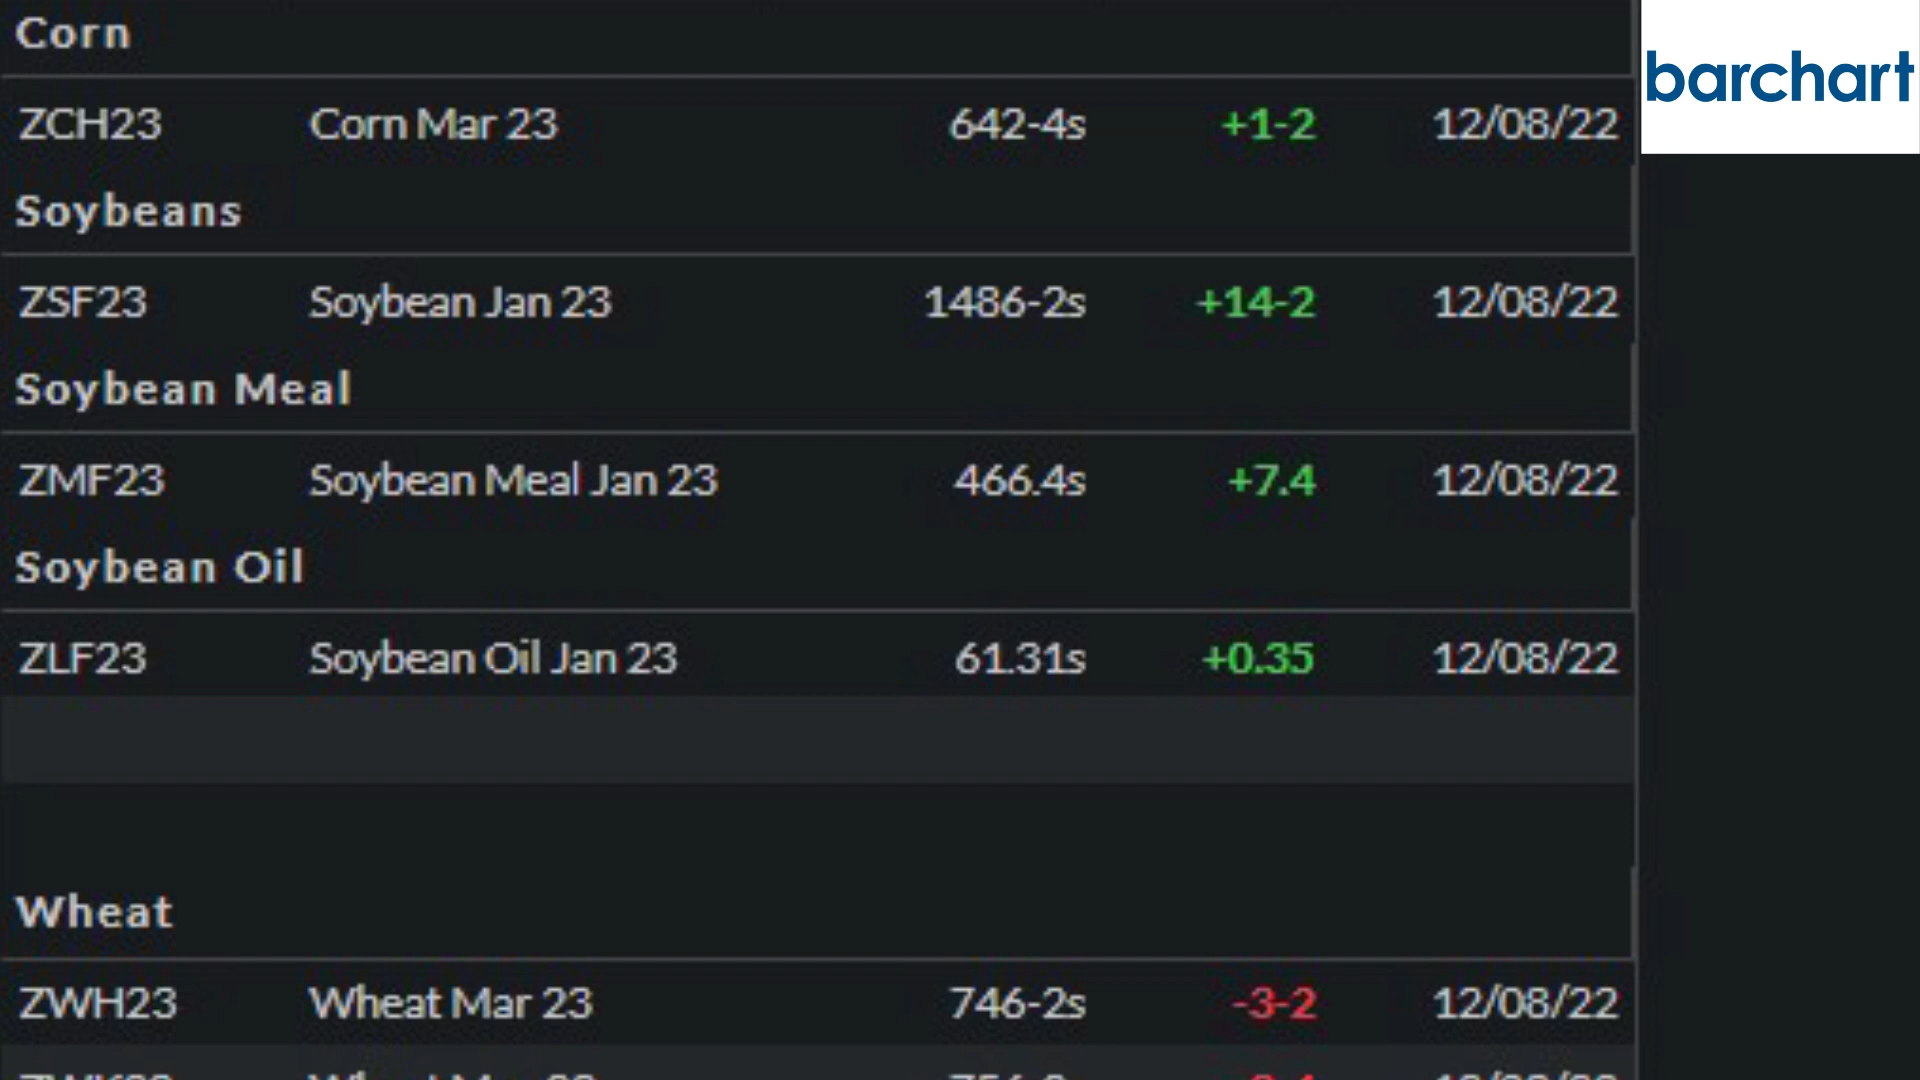 Corn
barchart
ZCH23 Corn Mar 23 642-4s +1-2 12/08/22
Soybeans
ZSF23 Soybean Jan 23 1486-2s +14-2 12/08/22
Soybean Meal
ZMF23 Soybean Meal Jan 23 466.4s +7.4 12/08/22
Soybean Oil
ZLF23 Soybean Oil Jan 23 61.31s +0.35 12/08/22
Wheat
ZWH23 Wheat Mar 23 746-2s -3-2 12/08/22